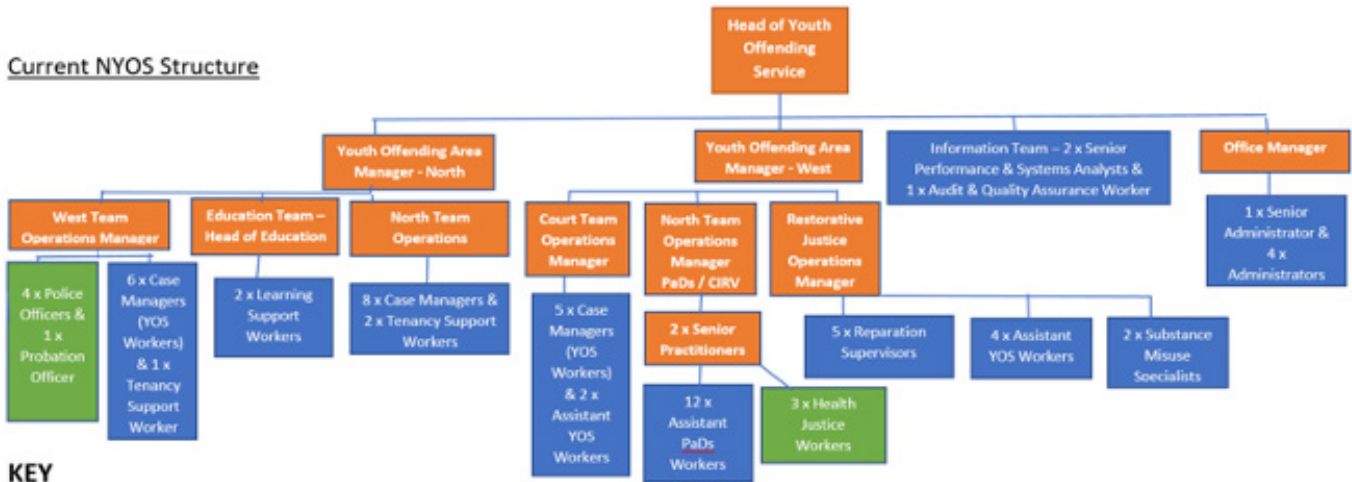 Current NYOS Structure
Head of Youth
Offending
Service
Youth Offending Area
Manager - North
Youth Offending Area
Manager - West
Information Team – 2 x Senior
Performance & Systems Analysts &
1 x Audit & Quality Assurance Worker
Office Manager
West Team
Operations Manager
Education Team –
Head of Education
North Team
Operations
Court Team
Operations
Manager
North Team
Operations
Manager
PaDs / CIRV
Restorative
Justice
Operations
Manager
1 x Senior
Administrator &
4 x
Administrators
4 x Police
Officers &
1 x
Probation
Officer
6 x Case
Managers
(YOS
Workers)
& 1 x
Tenancy
Support
Worker
2 x Learning
Support
Workers
8 x Case Managers &
2 x Tenancy Support
Workers
5 x Case
Managers
(YOS
Workers)
& 2 x
Assistant
YOS
Workers
2 x Senior
Practitioners
5 x Reparation
Supervisors
4 x Assistant
YOS Workers
2 x Substance
Misuse
Specialists
12 x
Assistant
PaDs
Workers
3 x Health
Justice
Workers
KEY